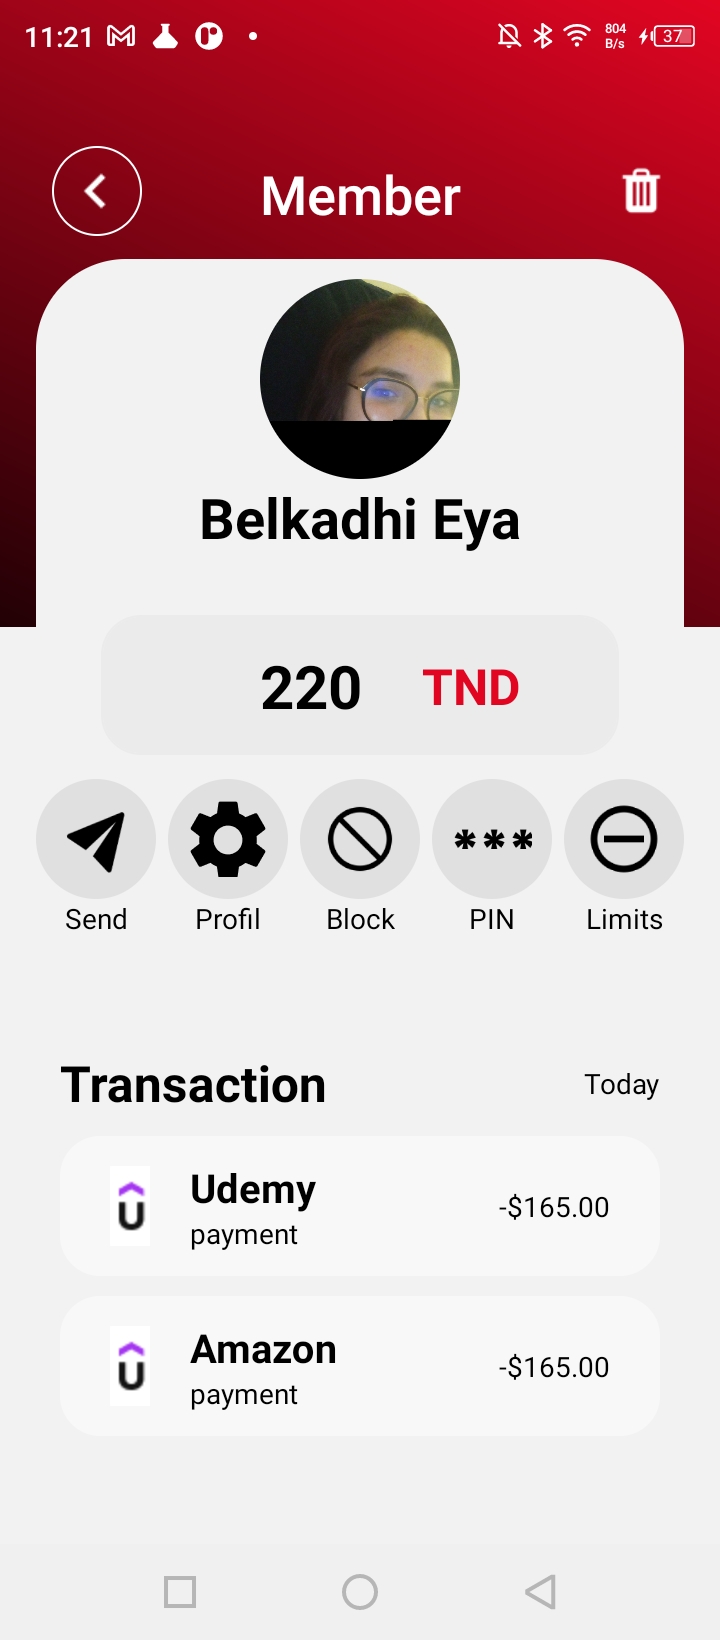 11:21
804
B/s
37
Member
Belkadhi Eya
220 TND
Send Profil Block PIN Limits
Transaction Today
Udemy
payment
-$165.00
Amazon
payment
-$165.00